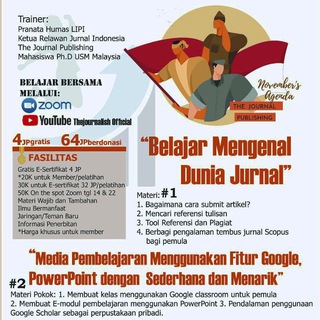 Trainer:
Pranata Humas LIPI
Ketua Relawan Jurnal Indonesia
The Journal Publishing
Mahasiswa Ph.D USM Malaysia
BELAJAR BERSAMA
MELALUI:
zoom
YouTube Thejournalish Official
November's
Agenda
THE JOURNAL
PUBLISHING
4JPgratis 64JPberdonasi
FASILITAS
Gratis E-Sertifikat 4 JP
*20K untuk Member/pelatihan
30K untuk E-sertifikat 32 JP/pelatihan
50K On the spot Zoom tgl 14 & 22
Materi Wajib dan Tambahan
Ilmu Bermanfaat
Jaringan/Teman Baru
Informasi Penerbitan
*Harga khusus untuk member
“Belajar Mengenal
Dunia Jurnal”
Materi: #1
1. Bagaimana cara submit artikel?
2. Mencari referensi tulisan
3. Tool Referensi dan Plagiat
4. Berbagi pengalaman tembus jurnal Scopus
bagi pemula
“Media Pembelajaran Menggunakan Fitur Google,
PowerPoint dengan Sederhana dan Menarik”
#2
Materi Pokok: 1. Membuat kelas menggunakan Google classroom untuk pemula
2. Membuat E-modul pembelajaran menggunakan PowerPoint 3. Pendalaman penggunaan
Google Scholar sebagai perpustakaan pribadi.